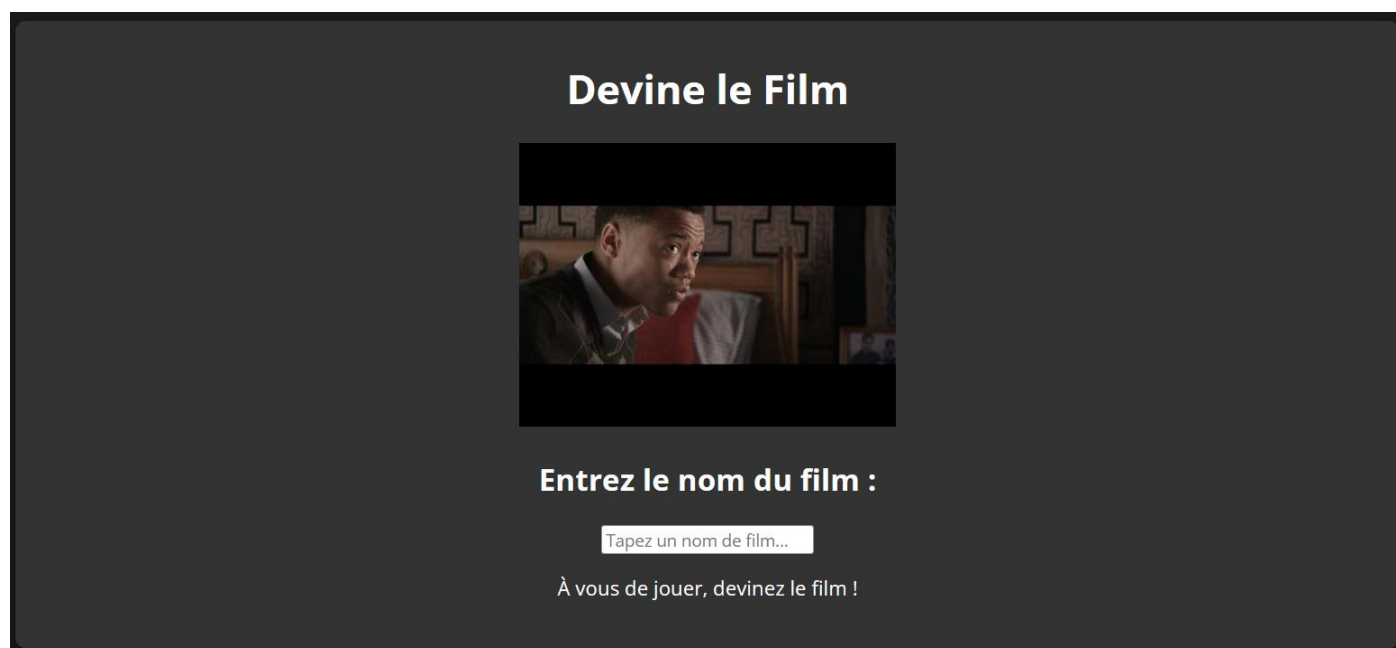 Devine le Film
Entrez le nom du film :
Tapez un nom de film...
À vous de jouer, devinez le film !